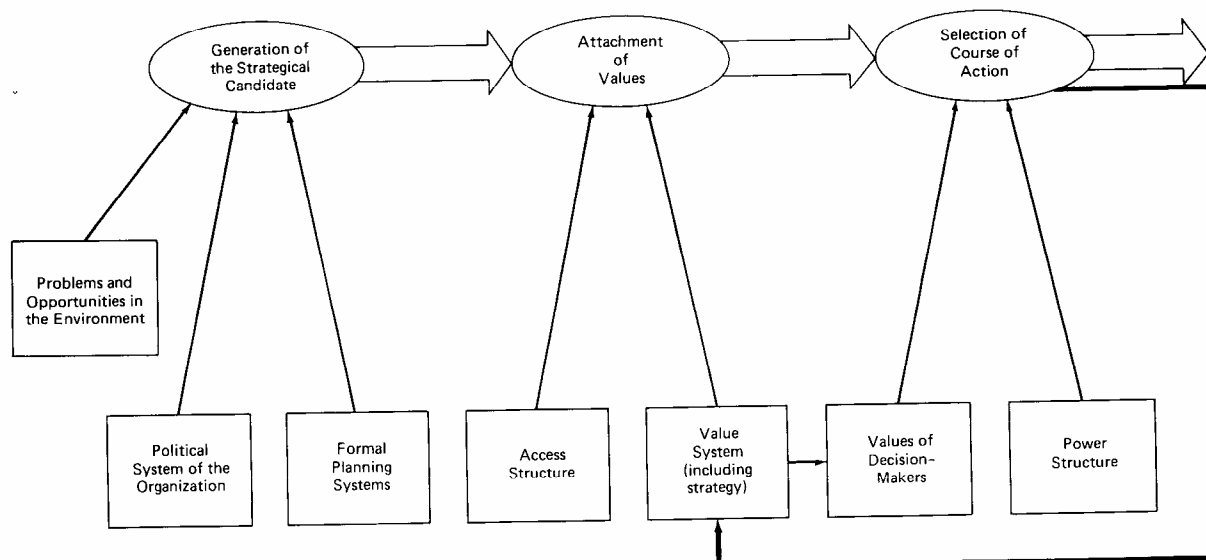 Generation of
the Strategical
Candidate
Attachment
of
Values
Selection of
Course of
Action
Problems and
Opportunities in
the Environment
Political
System of the
Organization
Formal
Planning
Systems
Access
Structure
Value
System
(including
strategy)
Values of
Decision-
Makers
Power
Structure